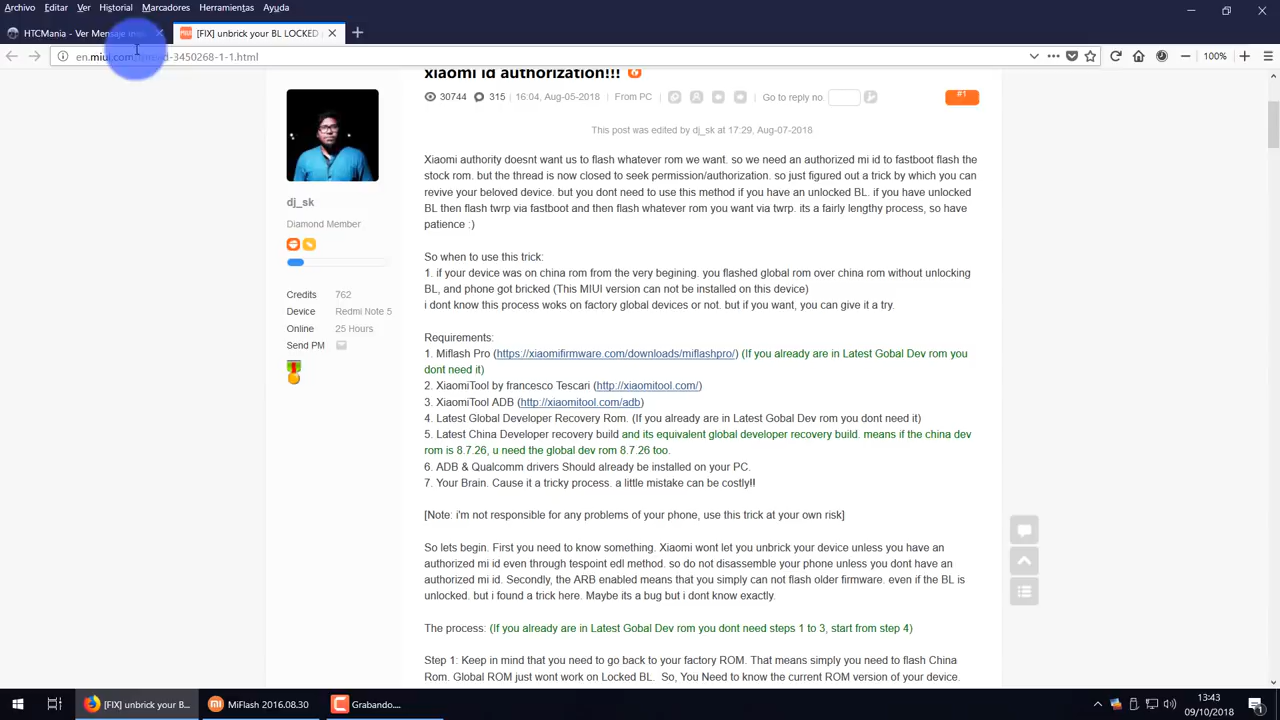 Archivo Editar Ver Historial Marcadores Herramientas Ayuda
HTCMania - Ver Mensaje
[FIX] unbrick your BL LOCKED
en.miui.com/ -3450268-1-1.html
100%
xiaomi id authorization!!!
30744 315 16:04, Aug-05-2018 From PC Go to reply no. #1
This post was edited by dj_sk at 17:29, Aug-07-2018
Xiaomi authority doesnt want us to flash whatever rom we want. so we need an authorized mi id to fastboot flash the
stock rom. but the thread is now closed to seek permission/authorization. so just figured out a trick by which you can
revive your beloved device. but you dont need to use this method if you have an unlocked BL. if you have unlocked
BL then flash twrp via fastboot and then flash whatever rom you want via twrp. its a fairly lengthy process, so have
patience :)
dj_sk
Diamond Member
Credits 762
Device Redmi Note 5
Online 25 Hours
Send PM
So when to use this trick:
1. if your device was on china rom from the very begining. you flashed global rom over china rom without unlocking
BL, and phone got bricked (This MIUI version can not be installed on this device)
i dont know this process woks on factory global devices or not. but if you want, you can give it a try.
Requirements:
1. Miflash Pro (https://xiaomifirmware.com/downloads/miflashpro/) (If you already are in Latest Gobal Dev rom you
dont need it)
2. XiaomiTool by francesco Tescari (http://xiaomitool.com/)
3. XiaomiTool ADB (http://xiaomitool.com/adb)
4. Latest Global Developer Recovery Rom. (If you already are in Latest Gobal Dev rom you dont need it)
5. Latest China Developer recovery build and its equivalent global developer recovery build. means if the china dev
rom is 8.7.26, u need the global dev rom 8.7.26 too.
6. ADB & Qualcomm drivers Should already be installed on your PC.
7. Your Brain. Cause it a tricky process. a little mistake can be costly!!
[Note: i'm not responsible for any problems of your phone, use this trick at your own risk]
So lets begin. First you need to know something. Xiaomi wont let you unbrick your device unless you have an
authorized mi id even through tespoint edl method. so do not disassemble your phone unless you dont have an
authorized mi id. Secondly, the ARB enabled means that you simply can not flash older firmware. even if the BL is
unlocked. but i found a trick here. Maybe its a bug but i dont know exactly.
The process: (If you already are in Latest Gobal Dev rom you dont need steps 1 to 3, start from step 4)
Step 1: Keep in mind that you need to go back to your factory ROM. That means simply you need to flash China
Rom. Global ROM just wont work on Locked BL. So, You Need to know the current ROM version of your device.
[FIX] unbrick your B...
MiFlash 2016.08.30
Grabando....
13:43
09/10/2018
1